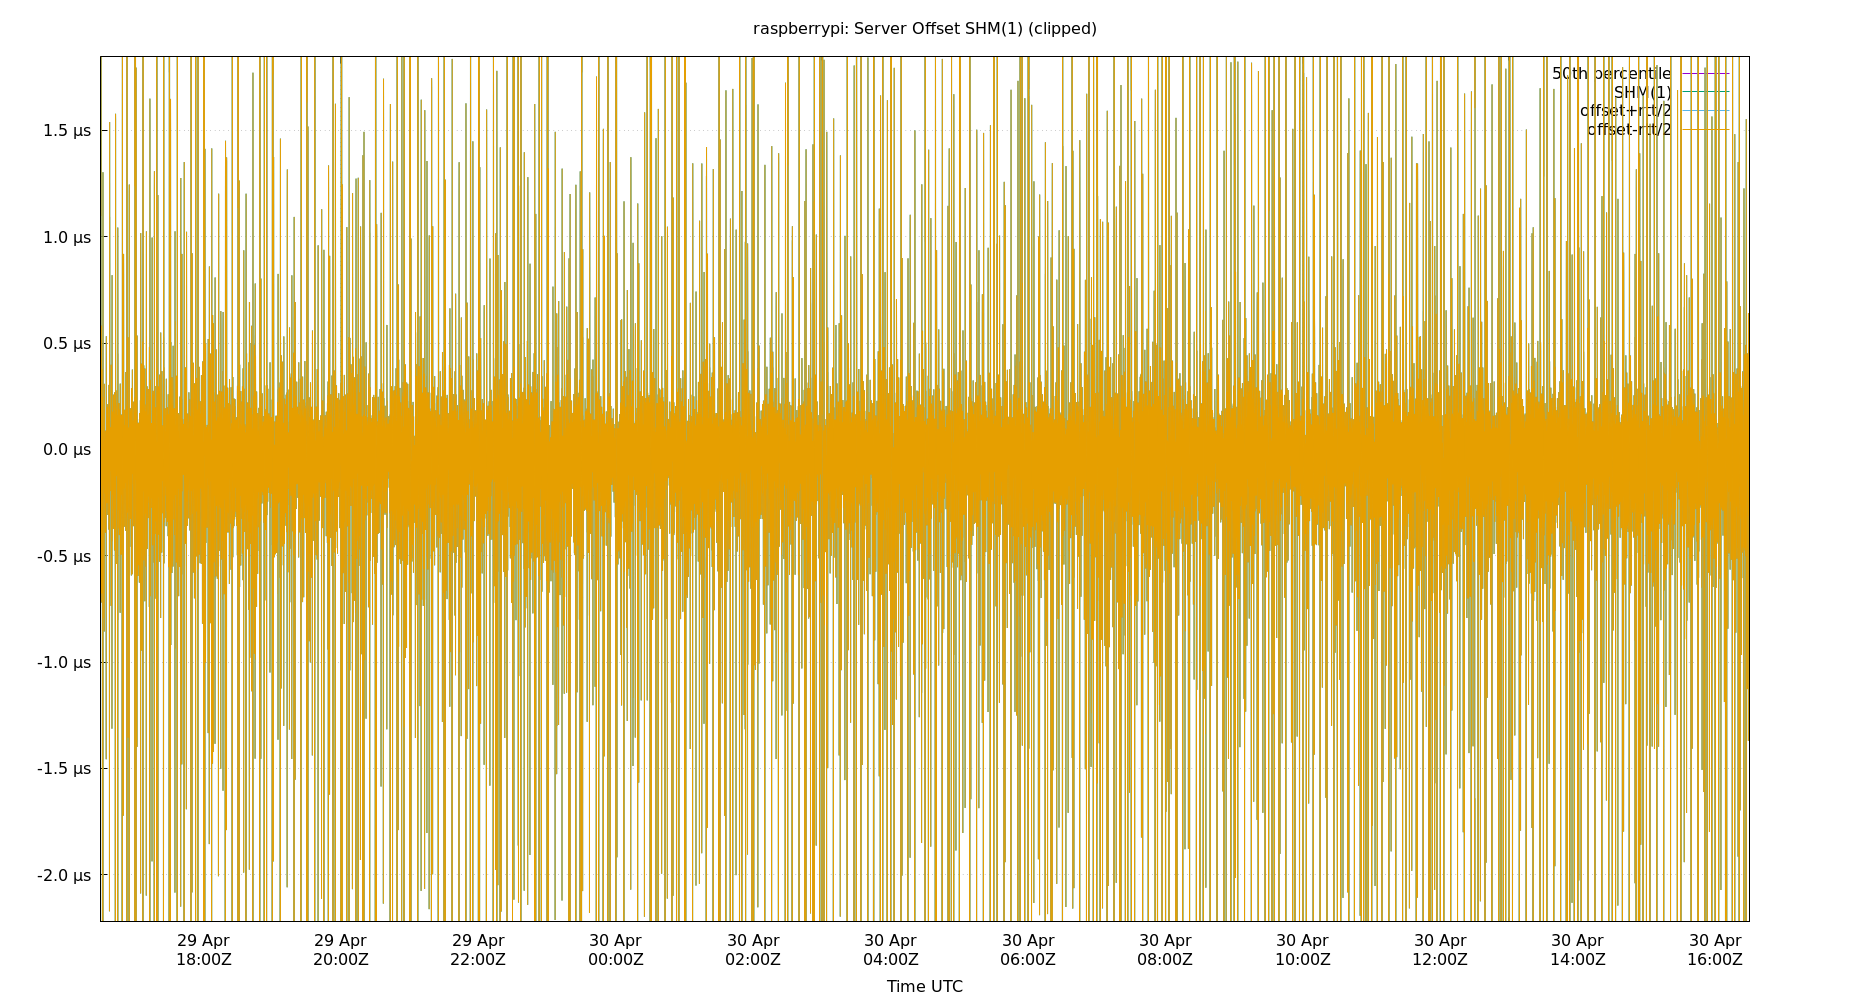 raspberrypi: Server Offset SHM(1) (clipped)
50th percentile
SHM(1)
offset+rtt/2
offset-rtt/2
1.5 µs
1.0 µs
0.5 µs
0.0 µs
-0.5 µs
-1.0 µs
-1.5 µs
-2.0 µs
29 Apr 29 Apr 29 Apr 30 Apr 30 Apr 30 Apr 30 Apr 30 Apr 30 Apr 30 Apr 30 Apr 30 Apr
18:00Z 20:00Z 22:00Z 00:00Z 02:00Z 04:00Z 06:00Z 08:00Z 10:00Z 12:00Z 14:00Z 16:00Z
Time UTC